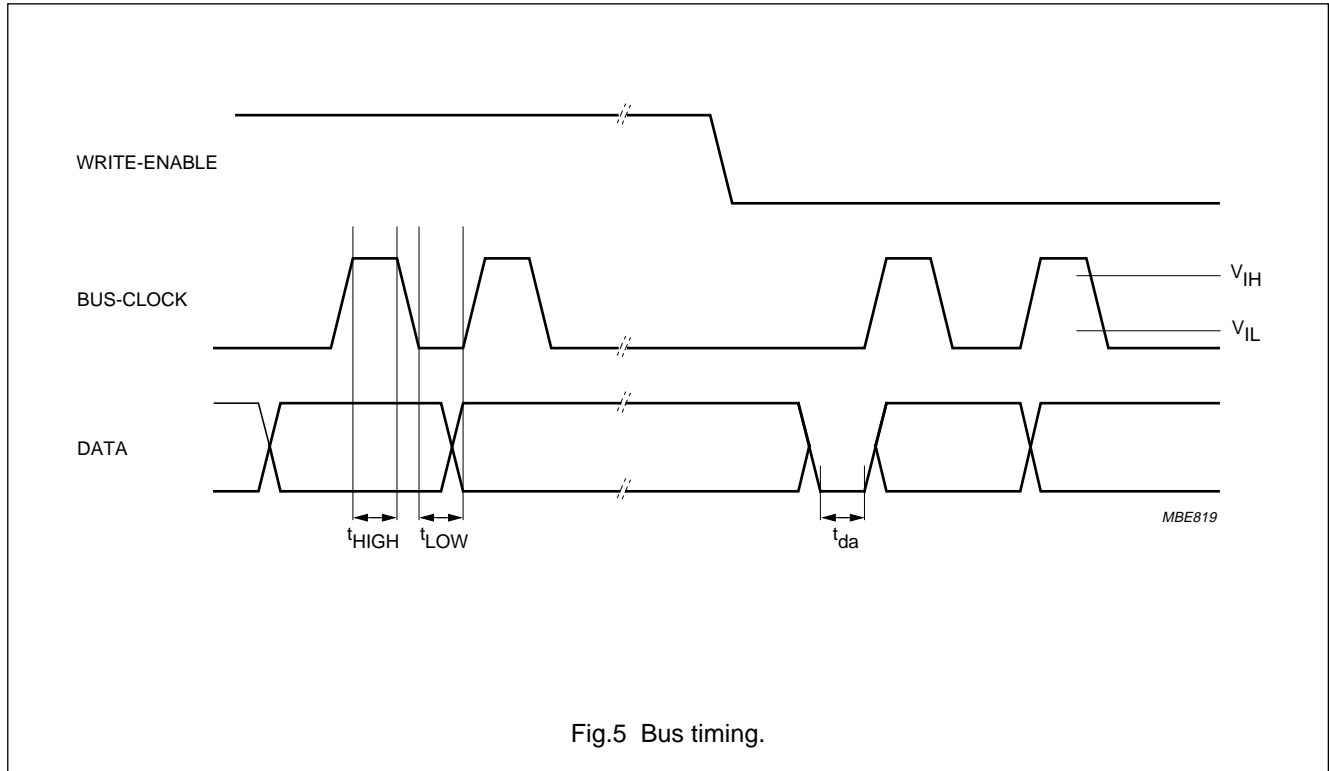 WRITE-ENABLE
BUS-CLOCK
VIH
VIL
DATA
tHIGH
tLOW
tda
MBE819
Fig.5 Bus timing.